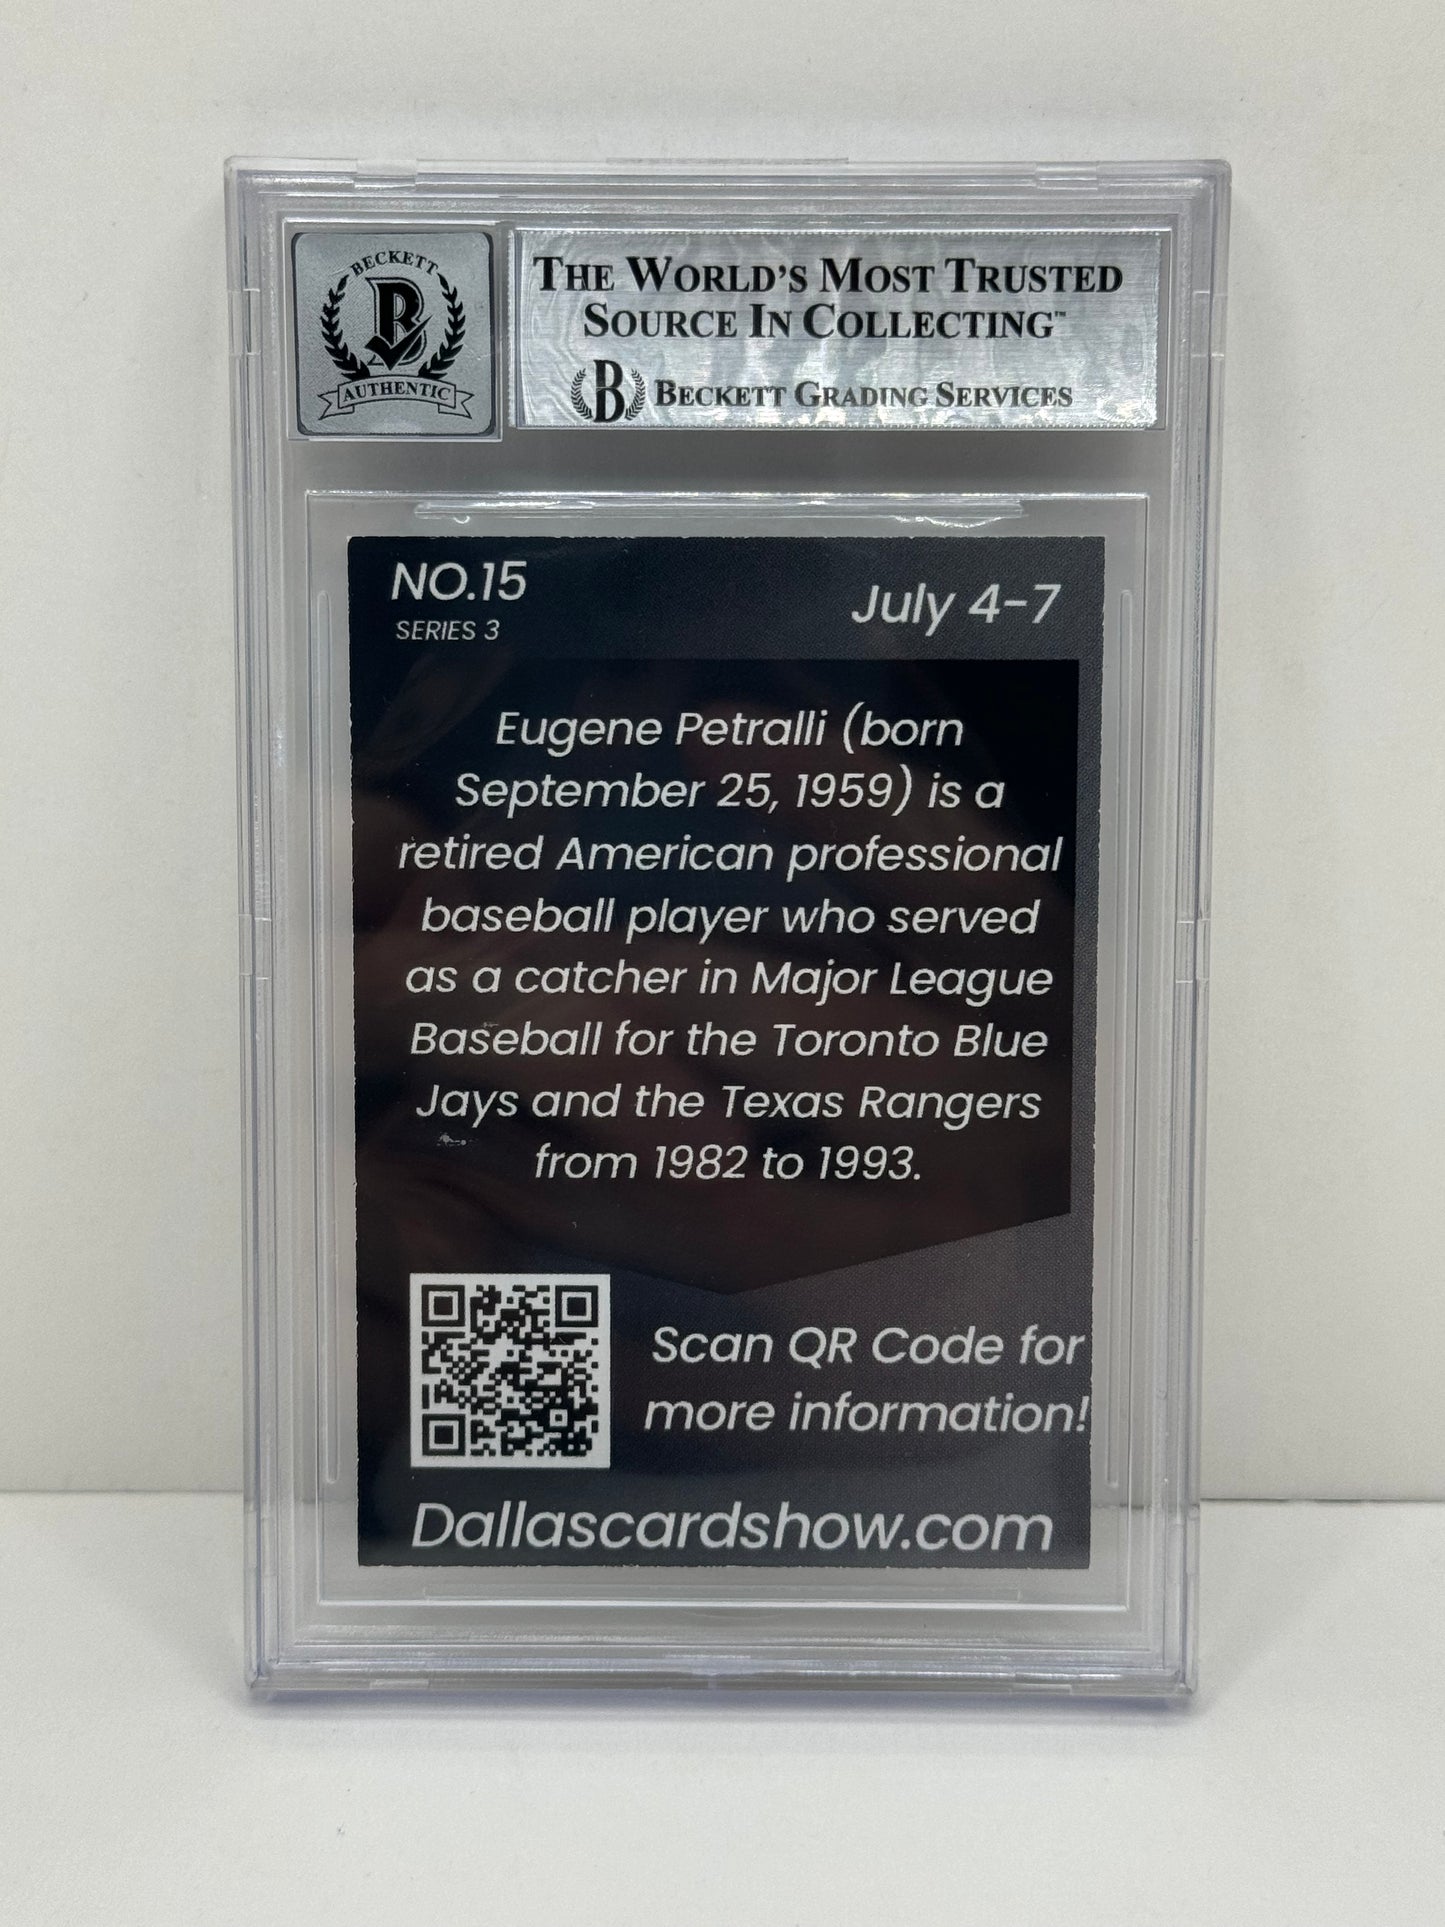 BECKETT
B
AUTHENTIC
THE WORLD'S MOST TRUSTED
SOURCE IN COLLECTING™
B BECKETT GRADING SERVICES
NO.15
SERIES 3
July 4-7
Eugene Petralli (born
September 25, 1959) is a
retired American professional
baseball player who served
as a catcher in Major League
Baseball for the Toronto Blue
Jays and the Texas Rangers
from 1982 to 1993.
Scan QR Code for
more information!
Dallascardshow.com